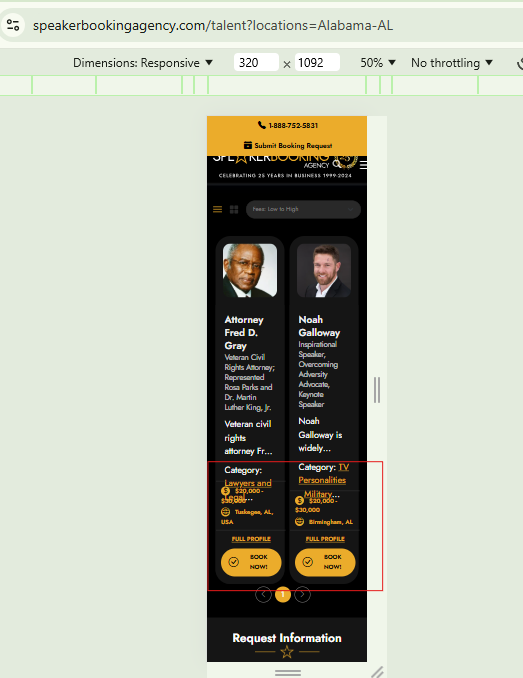 speakerbookingagency.com/talent?locations=Alabama-AL
Dimensions: Responsive 320 × 1092 50% No throttling
1-888-752-5831
Submit Booking Request
SPEAKERBOOKING
AGENCY
CELEBRATING 25 YEARS IN BUSINESS 1999-2024
Fees: Low to High
Attorney
Fred D.
Gray
Veteran Civil
Rights Attorney;
Represented
Rosa Parks and
Dr. Martin
Luther King, Jr.
Veteran civil
rights
attorney Fr...
Category:
Lawyers and
Legal...
$20,000 -
$30,000
Tuskegee, AL,
USA
FULL PROFILE
BOOK
NOW!
Noah
Galloway
Inspirational
Speaker,
Overcoming
Adversity
Advocate,
Keynote
Speaker
Noah
Galloway is
widely...
Category: TV
Personalities
Military...
$20,000 -
$30,000
Birmingham, AL
FULL PROFILE
BOOK
NOW!
1
Request Information